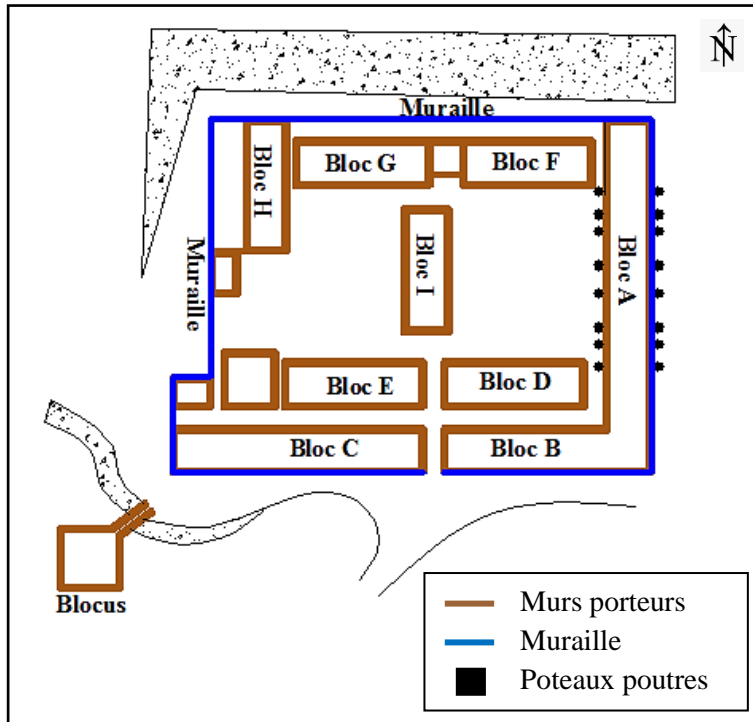 N
Muraille
Bloc H
Bloc G
Bloc F
Bloc A
Bloc I
Muraille
Bloc E
Bloc D
Bloc C
Bloc B
Blocus
Murs porteurs
Muraille
Poteaux poutres